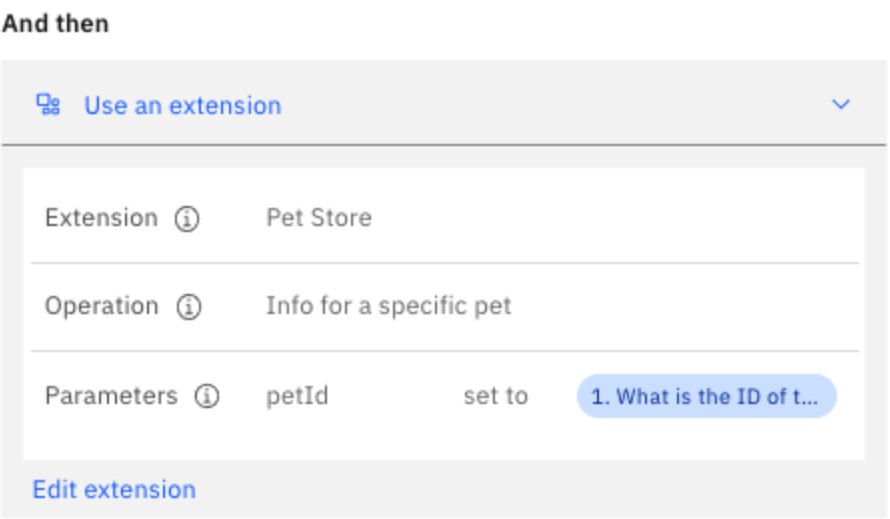 And then
Use an extension
Extension Pet Store
Operation Info for a specific pet
Parameters petId set to 1. What is the ID of t...
Edit extension